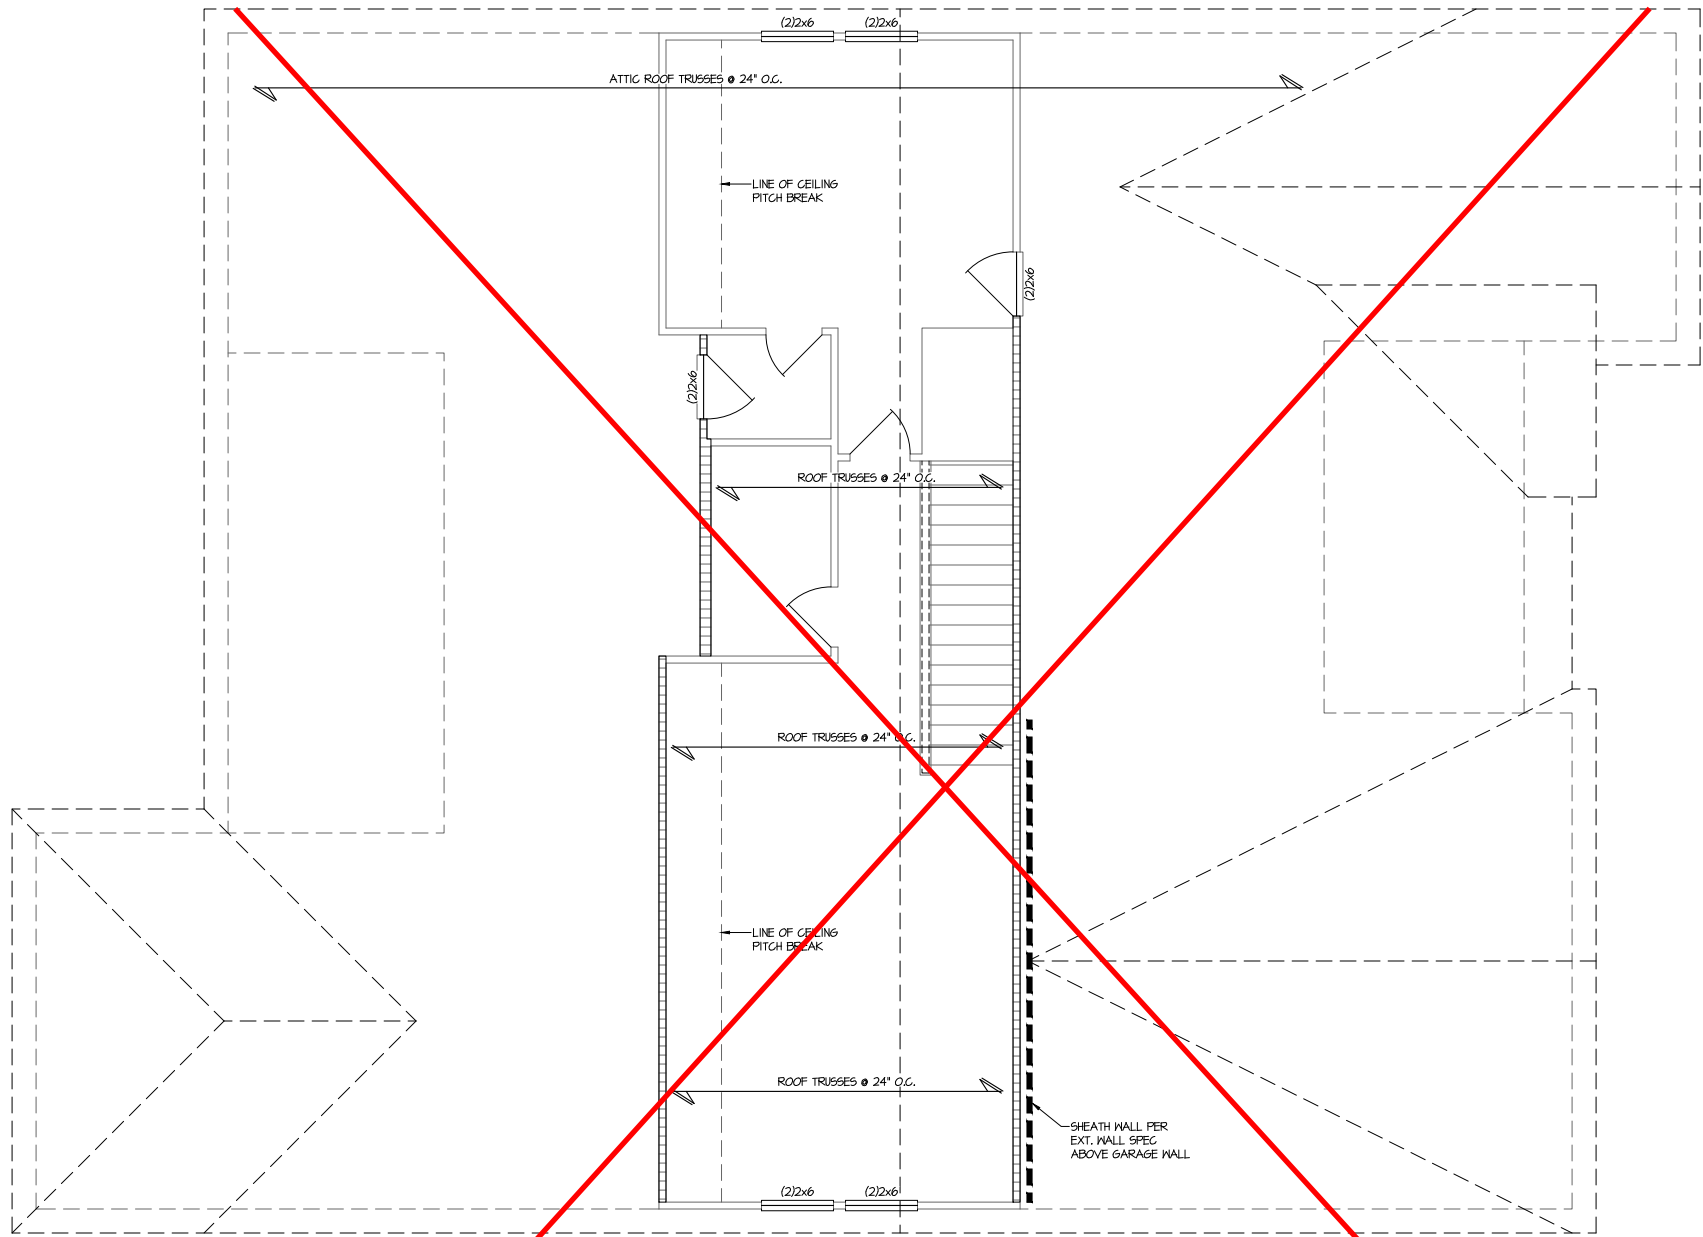 (2)2x6 (2)2x6
ATTIC ROOF TRUSSES @ 24" O.C.
LINE OF CEILING
PITCH BREAK
(2)2x6
(2)2x6
ROOF TRUSSES @ 24" O.C.
ROOF TRUSSES @ 24" O.C.
LINE OF CEILING
PITCH BREAK
ROOF TRUSSES @ 24" O.C.
SHEATH WALL PER
EXT. WALL SPEC
ABOVE GARAGE WALL
(2)2x6 (2)2x6